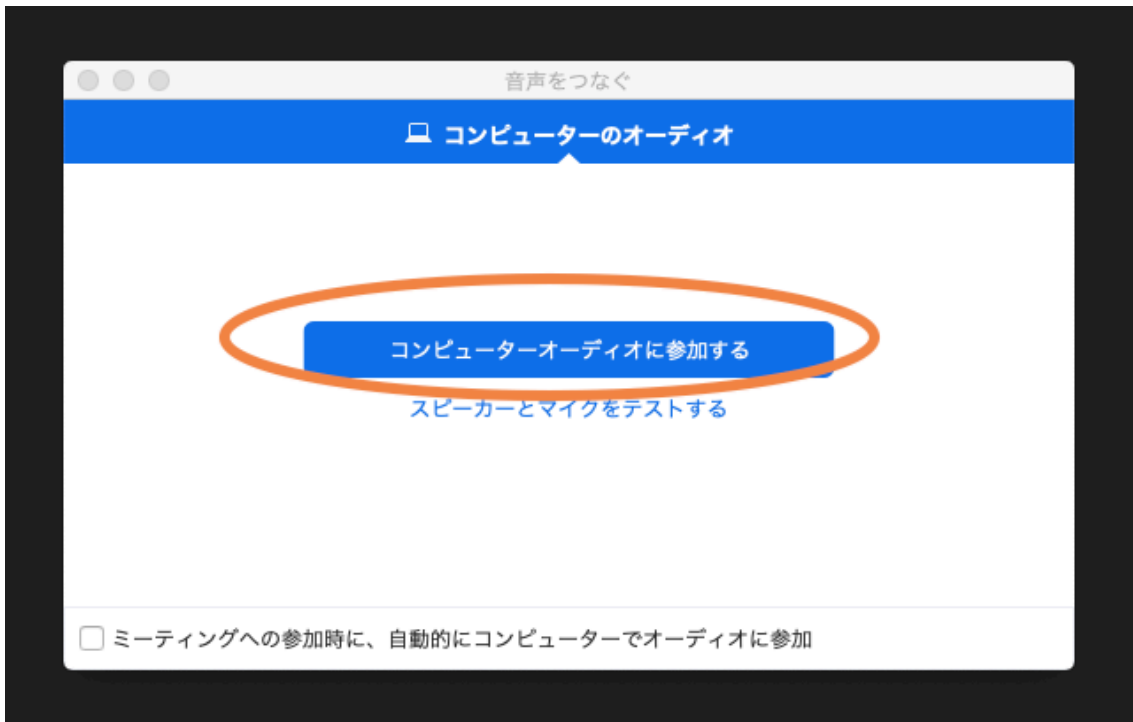 音声をつなぐ
コンピューターのオーディオ
コンピューターオーディオに参加する
スピーカーとマイクをテストする
ミーティングへの参加時に、自動的にコンピューターでオーディオに参加